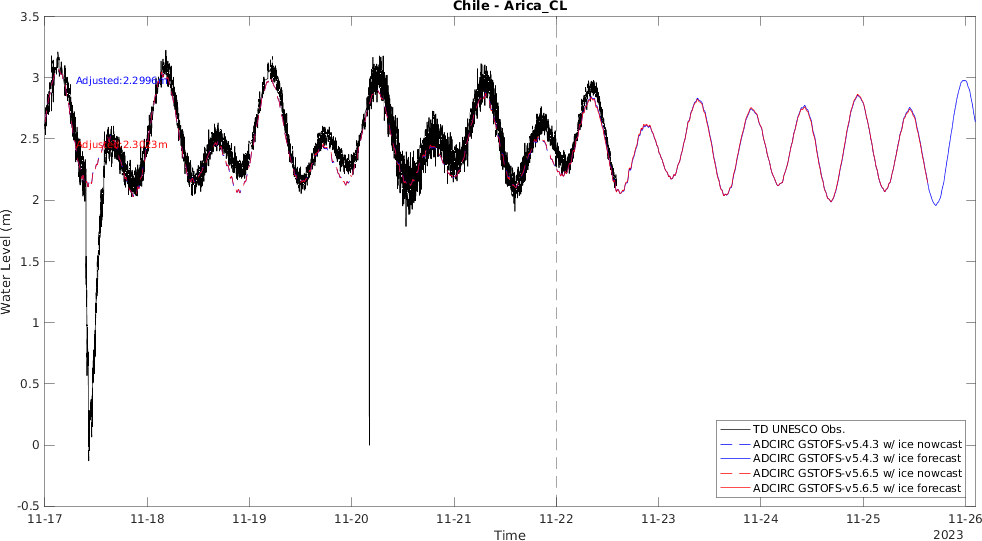 Chile - Arica_CL
3.5
3
2.5
2
1.5
1
0.5
0
-0.5
Water Level (m)
Adjusted:2.2996m
m
TD UNESCO Obs.
ADCIRC GSTOFS-v5.4.3 w/ ice nowcast
ADCIRC GSTOFS-v5.4.3 w/ ice forecast
ADCIRC GSTOFS-v5.6.5 w/ ice nowcast
ADCIRC GSTOFS-v5.6.5 w/ ice forecast
11-17
11-18
11-19
11-20
11-21
11-22
11-23
11-24
11-25
11-26
Time
2023